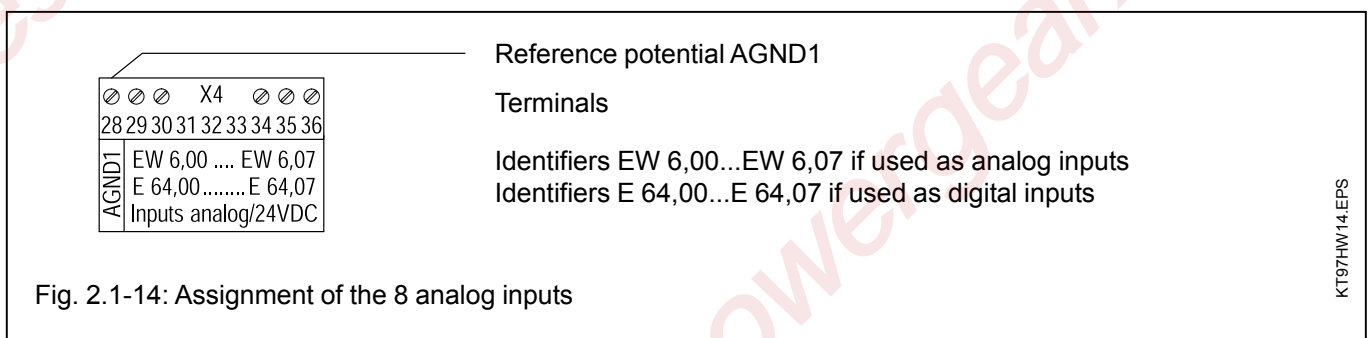 Reference potential AGND1
X4
Terminals
28 29 30 31 32 33 34 35 36
AGND1
EW 6,00 .... EW 6,07
Identifiers EW 6,00...EW 6,07 if used as analog inputs
E 64,00........E 64,07
Identifiers E 64,00...E 64,07 if used as digital inputs
Inputs analog/24VDC
KT97HW14.EPS
Fig. 2.1-14: Assignment of the 8 analog inputs